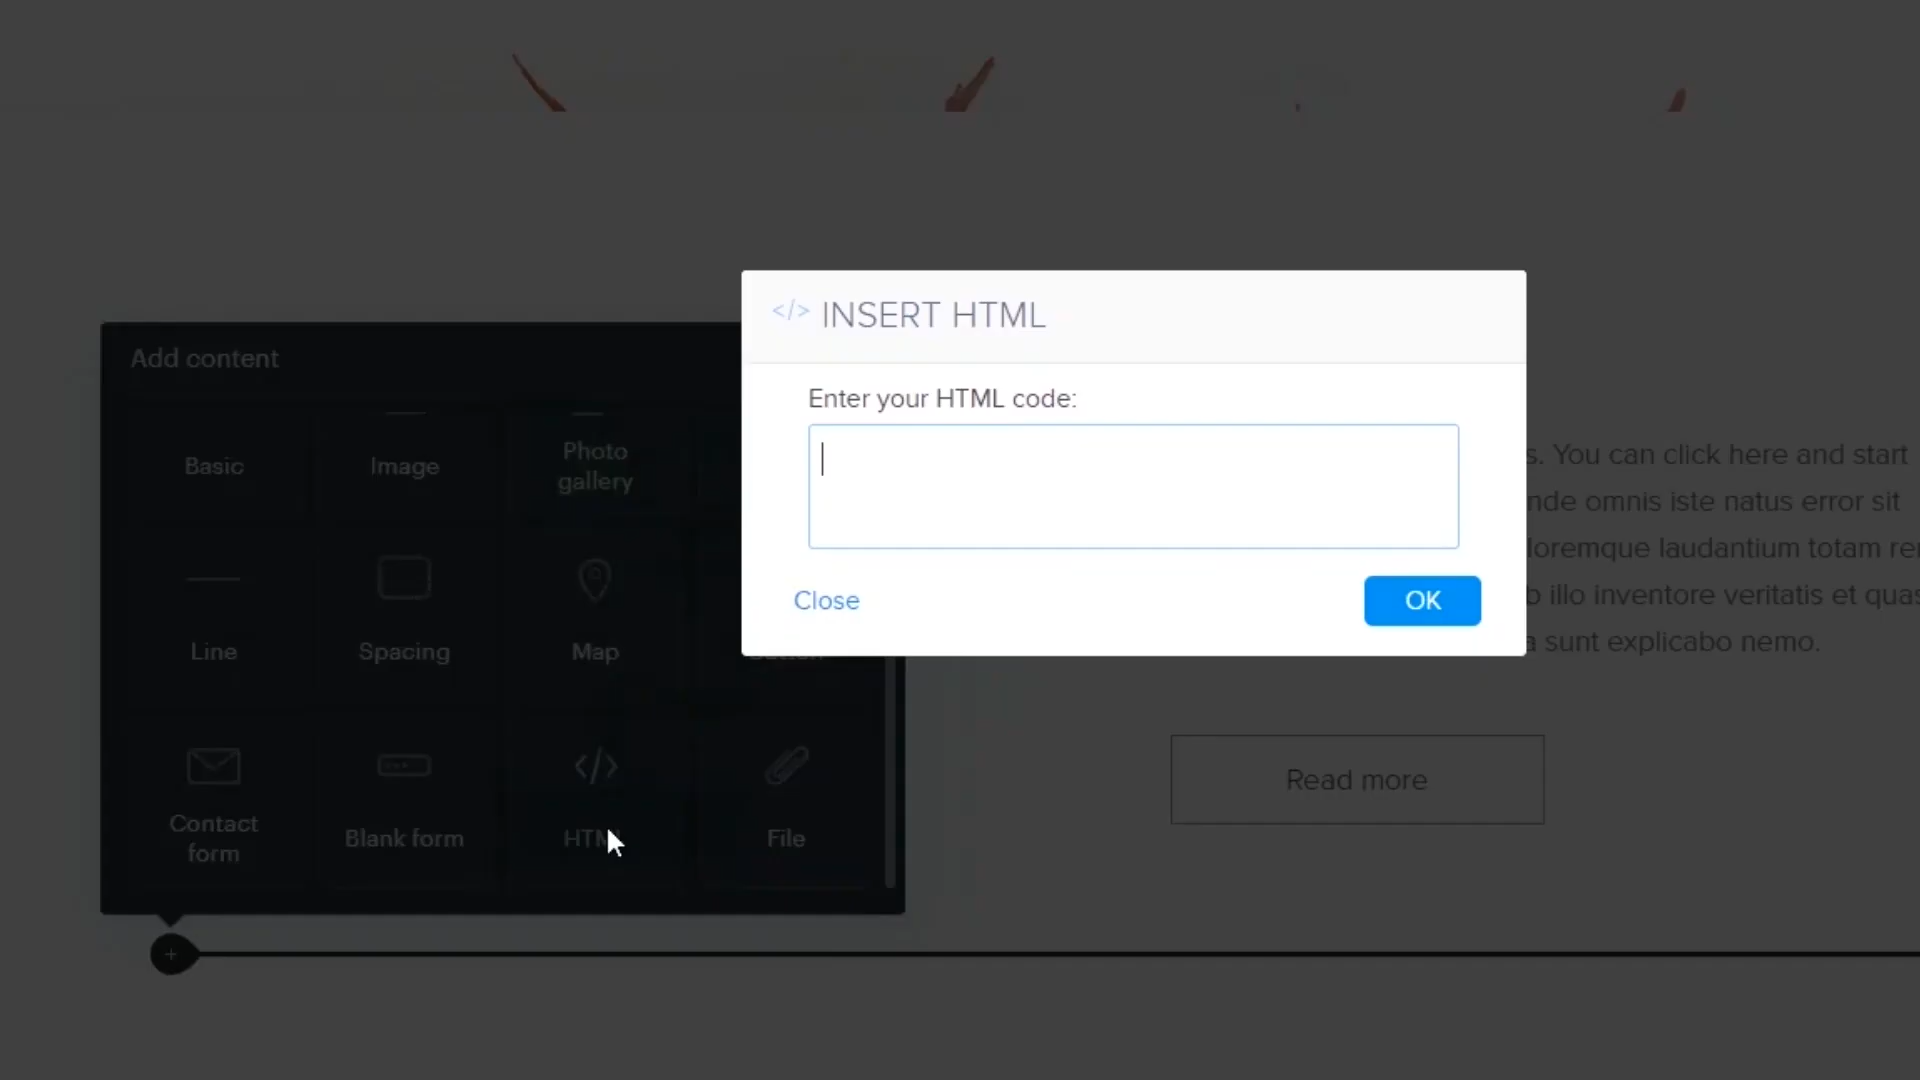 </> INSERT HTML
Enter your HTML code:
Close
OK
Add content
Basic
Image
Photo
gallery
Line
Spacing
Map
Contact
form
Blank form
HTML
File
s. You can click here and start
nde omnis iste natus error sit
loremque laudantium totam re
b illo inventore veritatis et quas
a sunt explicabo nemo.
Read more